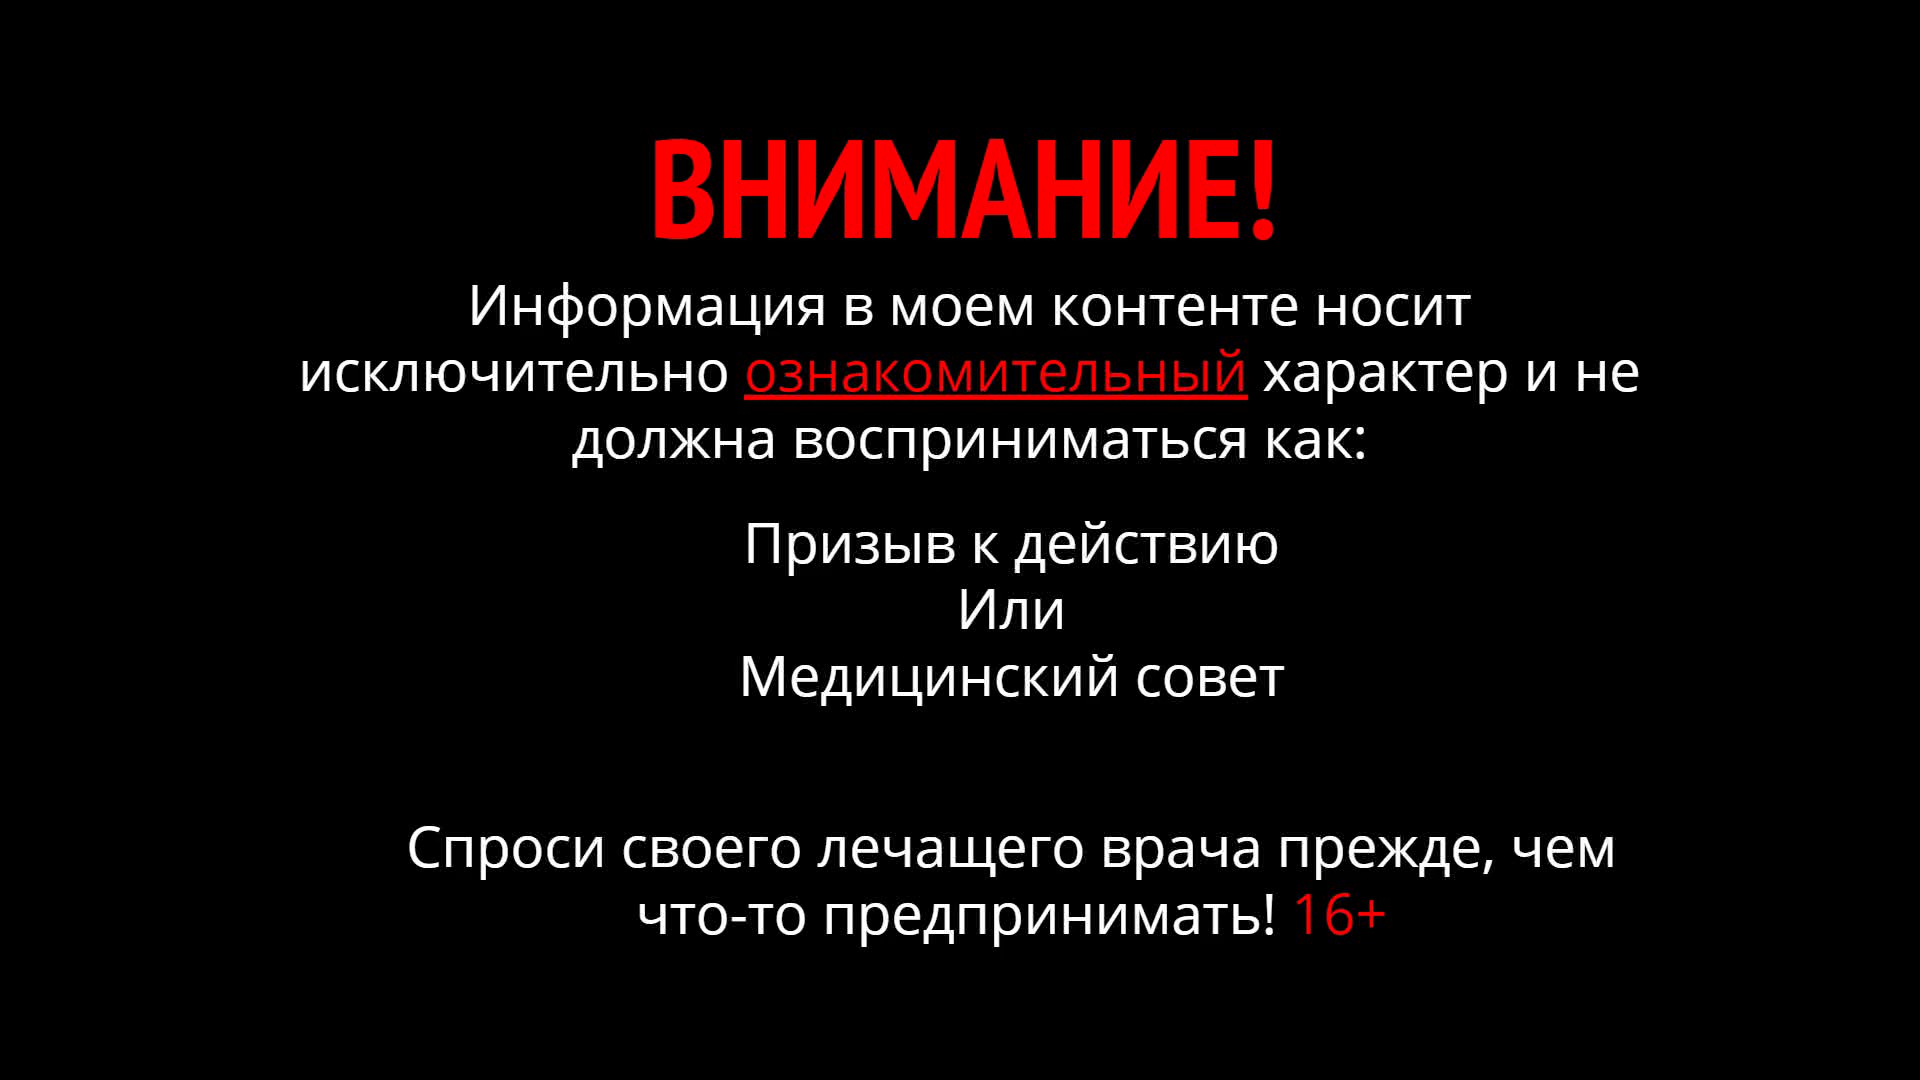 ВНИМАНИЕ!
Информация в моем контенте носит
исключительно ознакомительный характер и не
должна восприниматься как:
Призыв к действию
Или
Медицинский совет
Спроси своего лечащего врача прежде, чем
что-то предпринимать! 16+